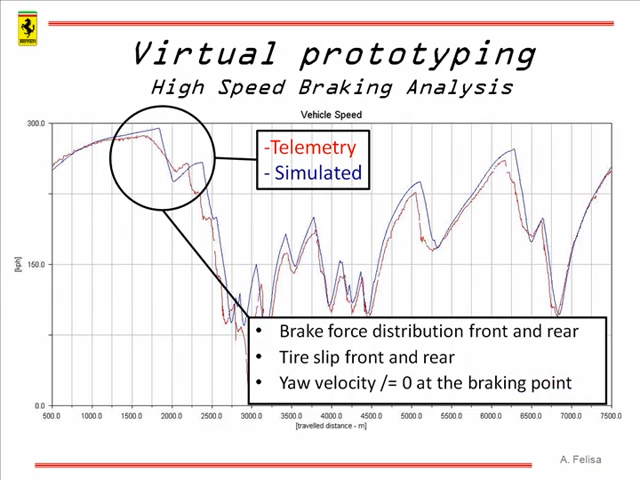 Virtual prototyping
High Speed Braking Analysis
Vehicle Speed
300.0
-Telemetry
- Simulated
[kph]
150.0
• Brake force distribution front and rear
• Tire slip front and rear
• Yaw velocity /= 0 at the braking point
0.0
500.0 1000.0 1500.0 2000.0 2500.0 3000.0 3500.0 4000.0 4500.0 5000.0 5500.0 6000.0 6500.0 7000.0 7500.0
[travelled distance - m]
A. Felisa